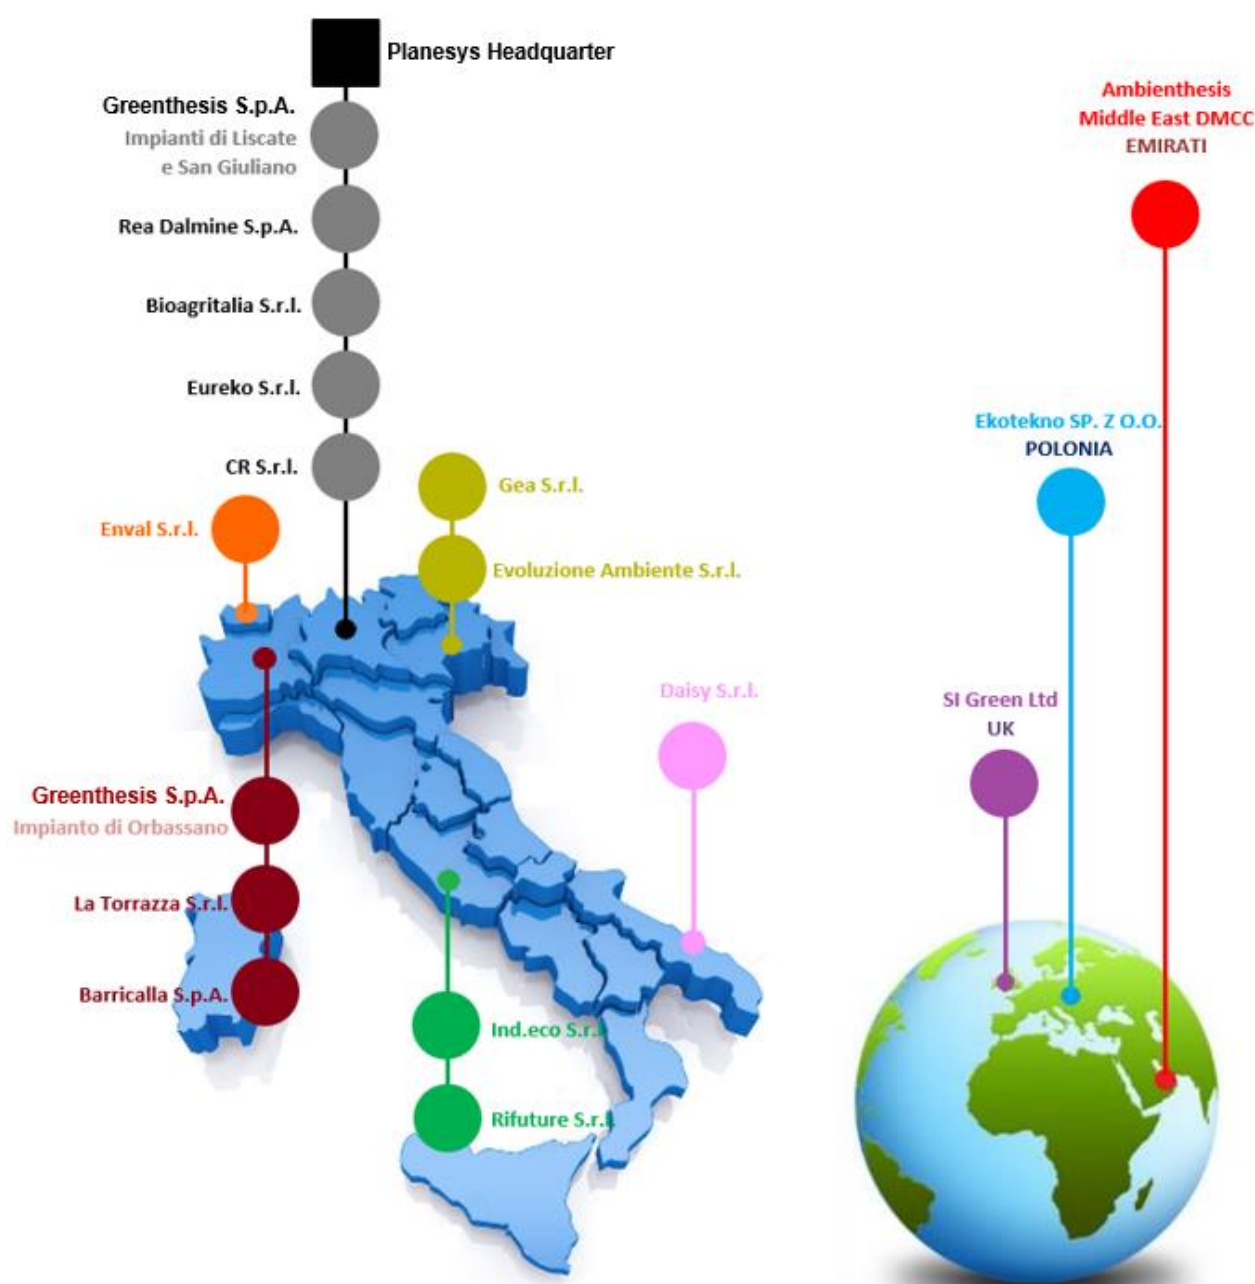 Planesys Headquarter
Greenthesis S.p.A.
Impianti di Liscate
e San Giuliano
Rea Dalmine S.p.A.
Bioagritalia S.r.l.
Eureko S.r.l.
CR S.r.l.
Enval S.r.l.
Gea S.r.l.
Evoluzione Ambiente S.r.l.
Daisy S.r.l.
Greenthesis S.p.A.
Impianto di Orbassano
La Torrazza S.r.l.
Barricalla S.p.A.
Ind.eco S.r.l.
Rifuture S.r.l.
Ambienthesis
Middle East DMCC
EMIRATI
Ekotekno SP. Z O.O.
POLONIA
SI Green Ltd
UK